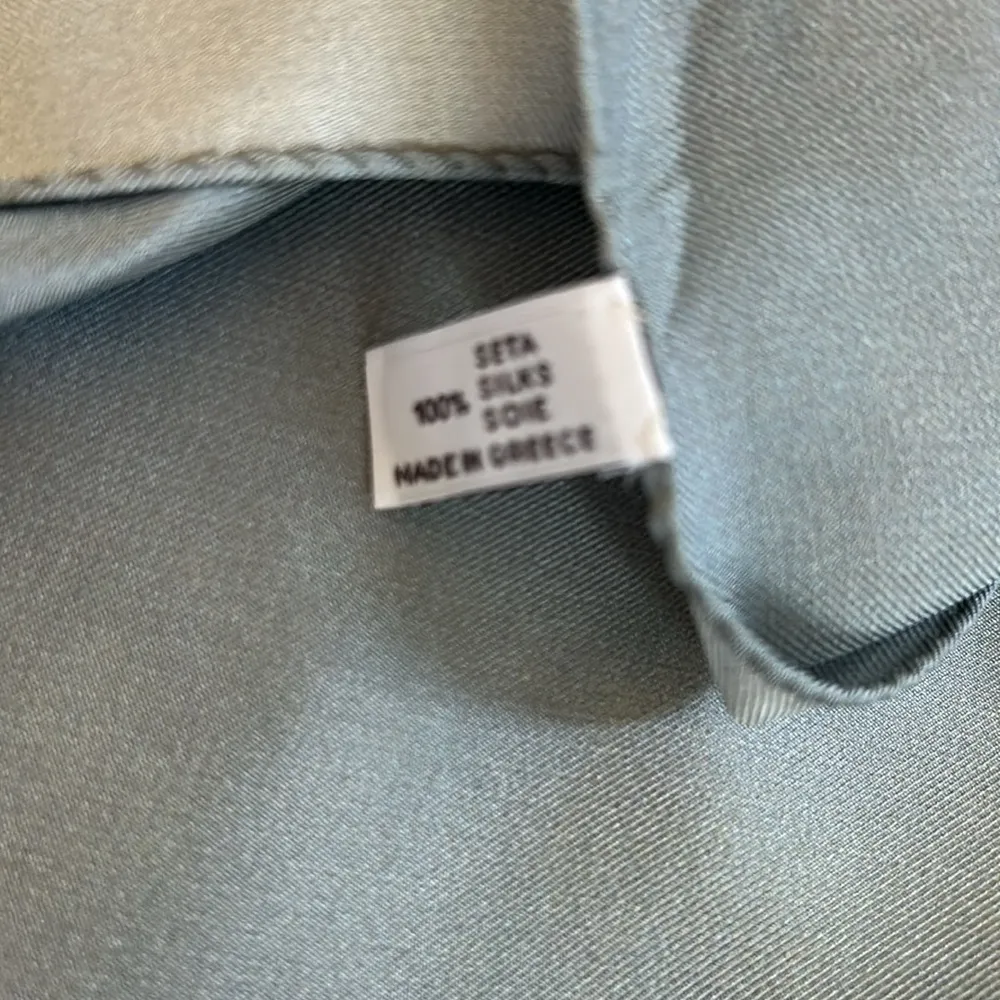 SETA
100% SILKS
SOIE
MADE IN GREECE